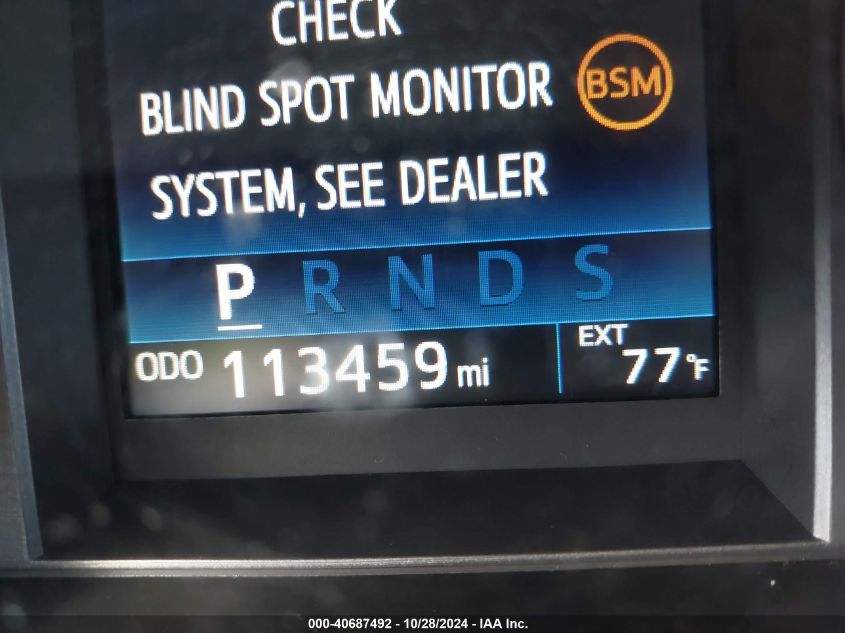 CHECK
BLIND SPOT MONITOR
BSM
SYSTEM, SEE DEALER
P R N D S
ODO 113459 mi
EXT
77°F
000-40687492 - 10/28/2024 - IAA Inc.